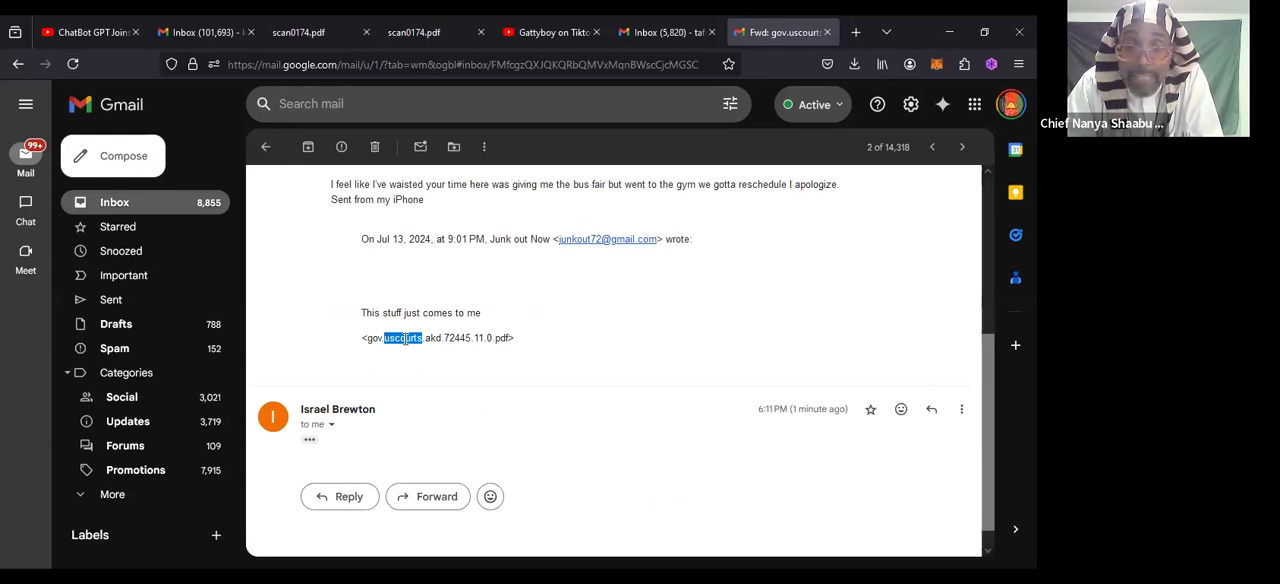 ChatBot GPT Joins
Inbox (101,693) -
scan0174.pdf
scan0174.pdf
Gattyboy on Tikto
Inbox (5,820) - taf
Fwd: gov.uscourts
https://mail.google.com/mail/u/1/?tab=wm&ogbl#inbox/FMfcgzQXJQKQRbQMVxMqnBWscCjcMGSC
Gmail
Search mail
Active
Chief Nanya Shaabu ...
99+
Mail
Chat
Meet
Compose
2 of 14,318
Inbox 8,855
Starred
Snoozed
Important
Sent
Drafts 788
Spam 152
Categories
Social 3,021
Updates 3,719
Forums 109
Promotions 7,915
More
Labels
I feel like I've waisted your time here was giving me the bus fair but went to the gym we gotta reschedule I apologize.
Sent from my iPhone
On Jul 13, 2024, at 9:01 PM, Junk out Now <junkout72@gmail.com> wrote:
This stuff just comes to me
<gov.uscourts.akd.72445.11.0.pdf>
Israel Brewton
6:11 PM (1 minute ago)
to me
Reply
Forward